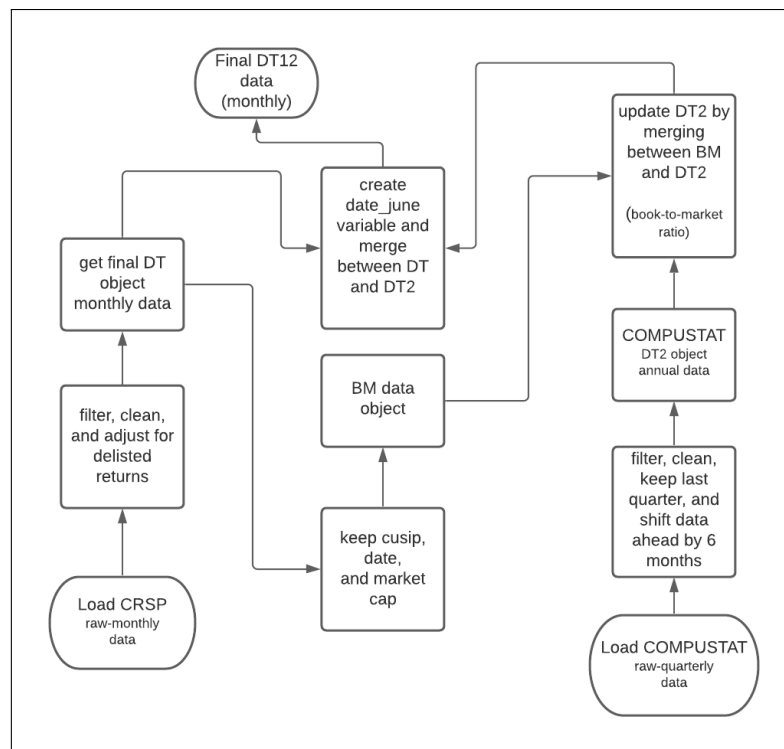 Final DT12
data
(monthly)
update DT2 by
merging
between BM
and DT2
(book-to-market
ratio)
create
date_june
variable and
merge
between DT
and DT2
get final DT
object
monthly data
COMPUSTAT
DT2 object
annual data
BM data
object
filter, clean,
and adjust for
delisted
returns
filter, clean,
keep last
quarter, and
shift data
ahead by 6
months
keep cusip,
date,
and market
cap
Load CRSP
raw-monthly
data
Load COMPUSTAT
raw-quarterly
data